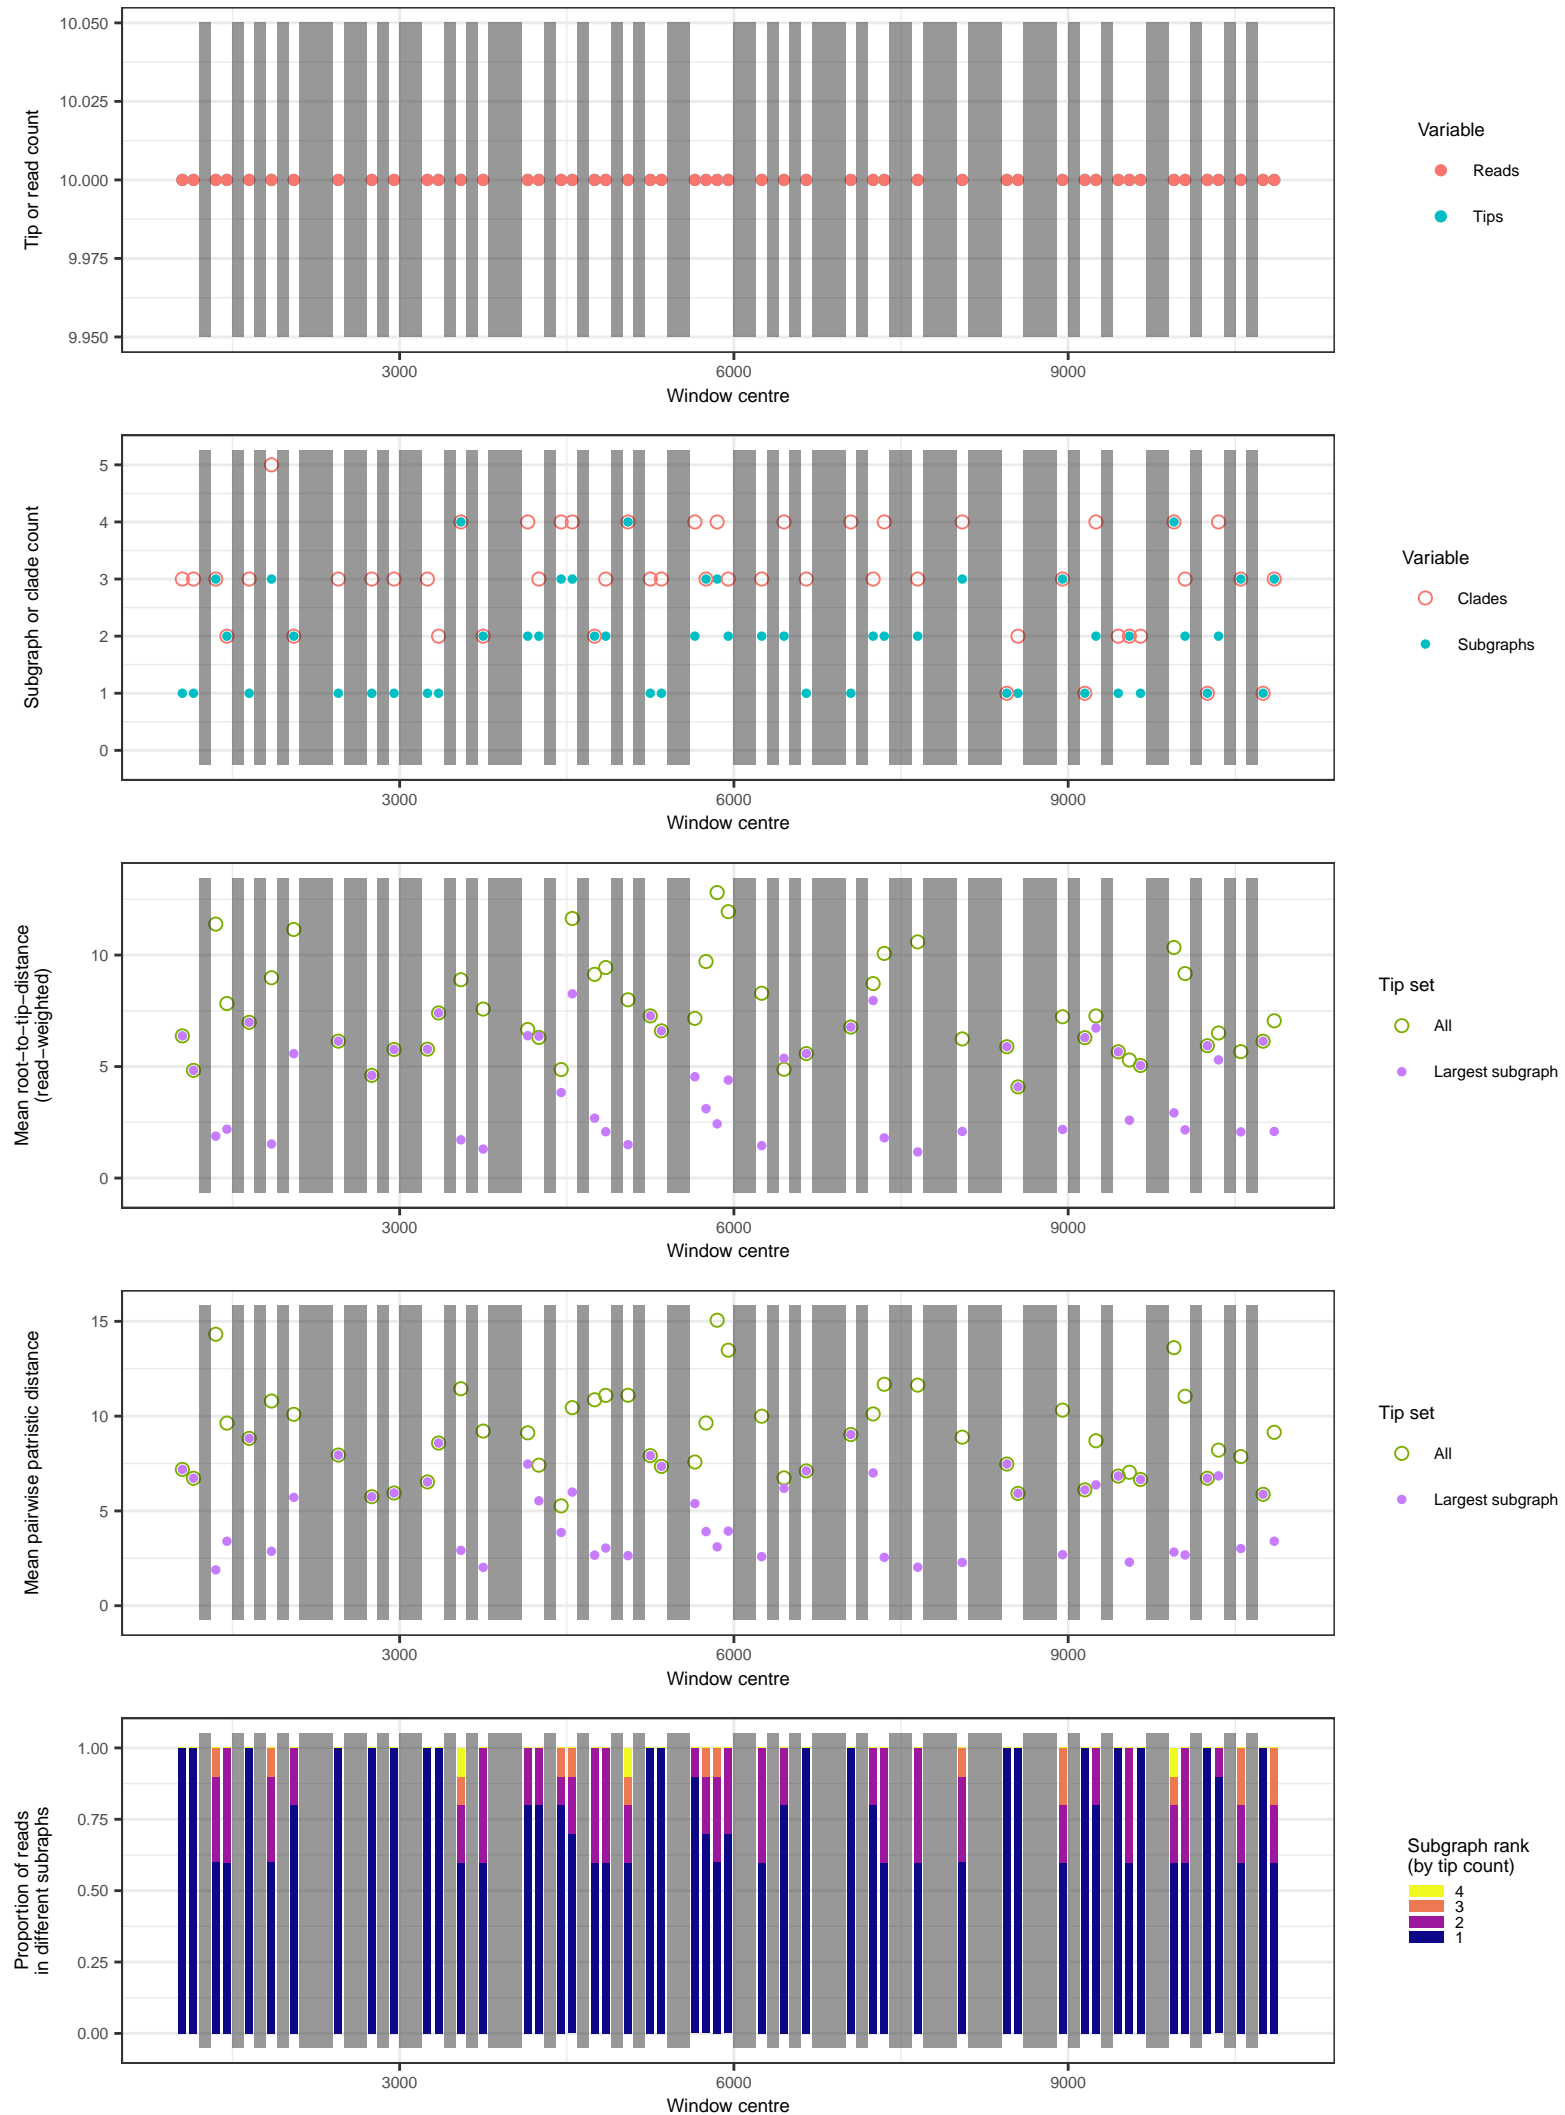 10.050
10.025
10.000
9.975
9.950
Tip or read count
3000
6000
9000
Window centre
Variable
Reads
Tips
5
4
3
2
1
0
Subgraph or clade count
3000
6000
9000
Window centre
Variable
Clades
Subgraphs
10
5
0
Mean root−to−tip−distance
(read−weighted)
3000
6000
9000
Window centre
Tip set
All
Largest subgraph
15
10
5
0
Mean pairwise patristic distance
3000
6000
9000
Window centre
Tip set
All
Largest subgraph
1.00
0.75
0.50
0.25
0.00
Proportion of reads
in different subraphs
3000
6000
9000
Window centre
Subgraph rank
(by tip count)
4
3
2
1